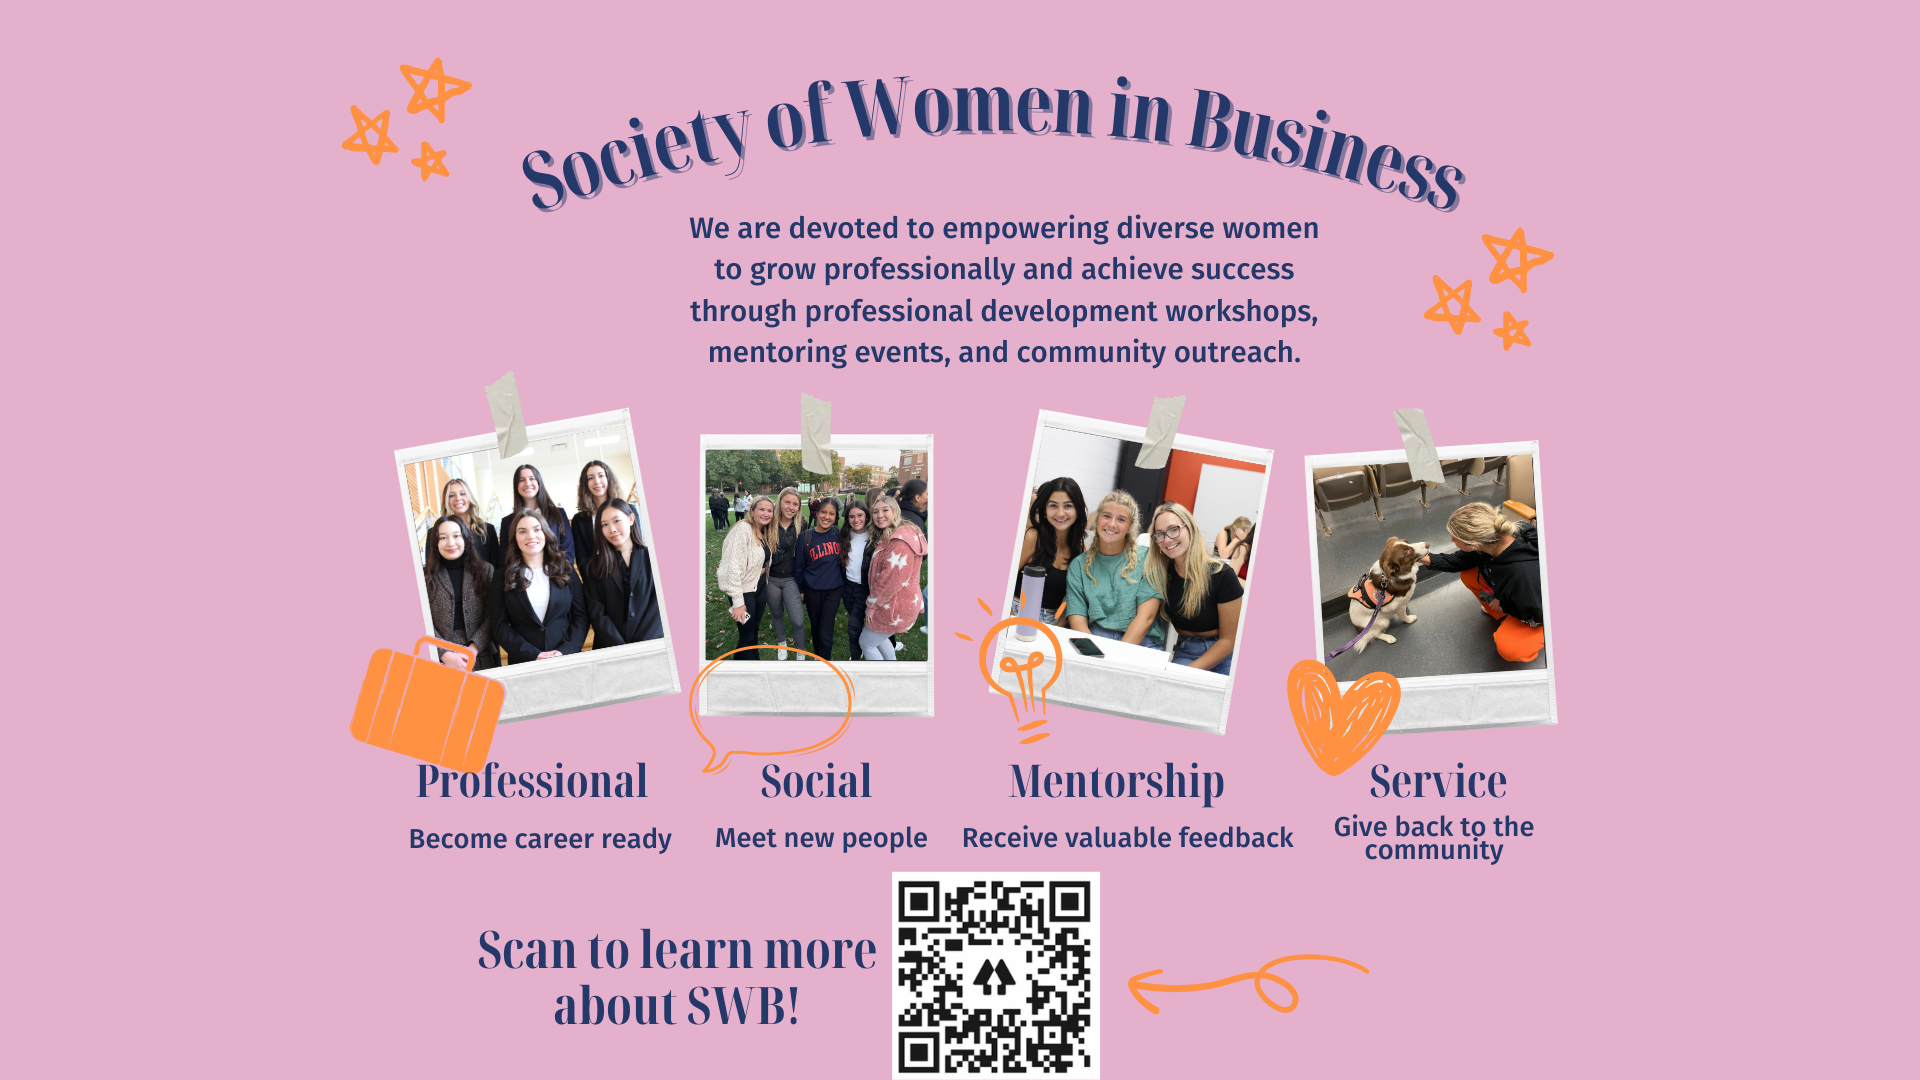 Society of Women in Business
We are devoted to empowering diverse women
to grow professionally and achieve success
through professional development workshops,
mentoring events, and community outreach.
ILLINOI
Professional
Become career ready
Social
Meet new people
Mentorship
Receive valuable feedback
Service
Give back to the
community
Scan to learn more
about SWB!